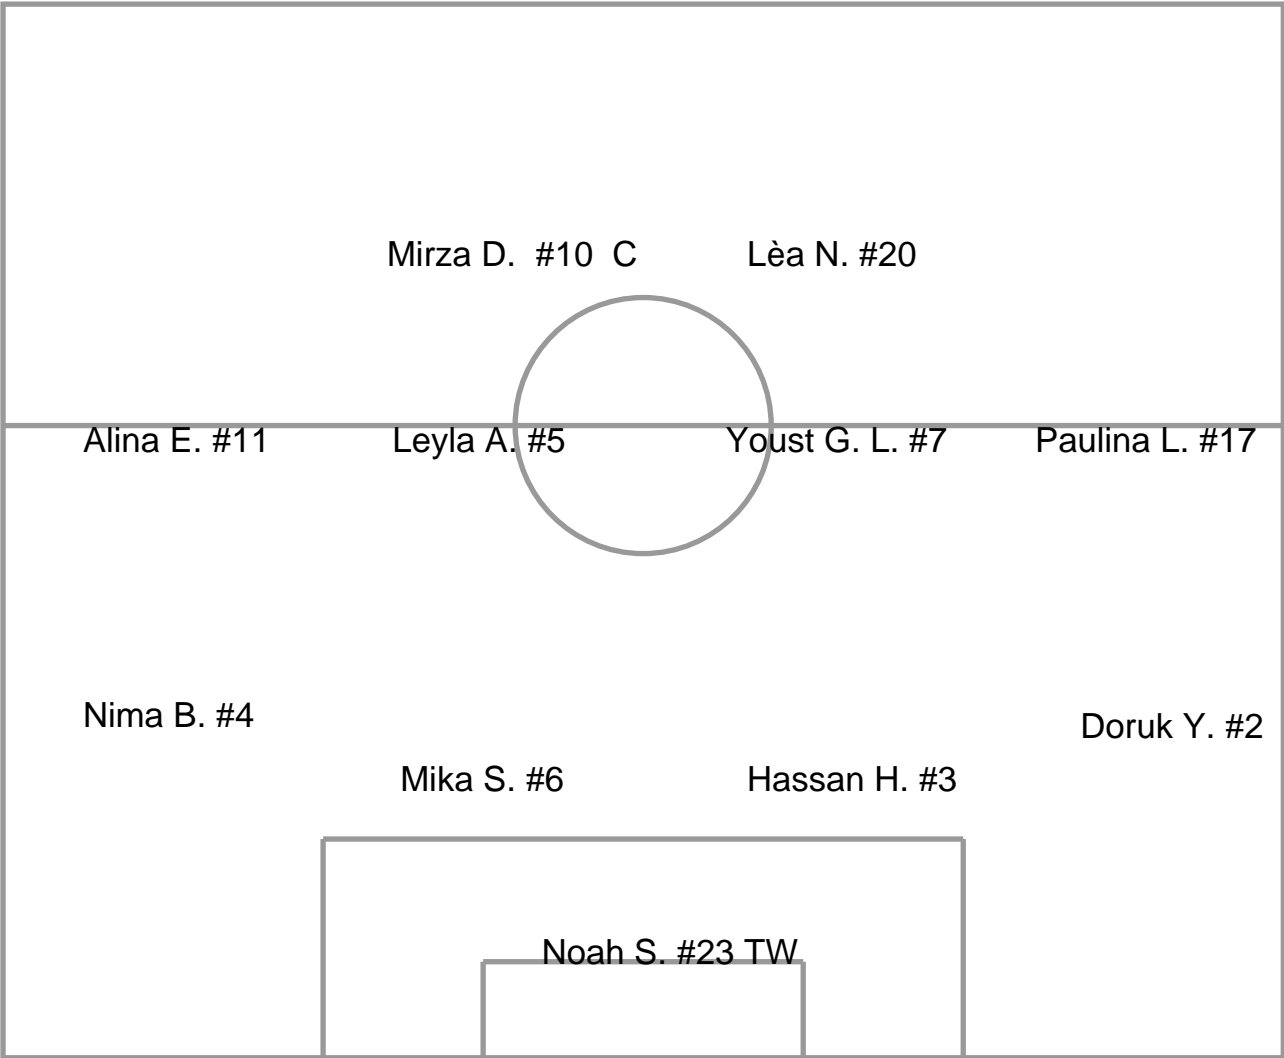 Mirza D.  #10  C
Lèa N. #20
Alina E. #11
Leyla A. #5
Youst G. L. #7
Paulina L. #17
Nima B. #4
Doruk Y. #2
Mika S. #6
Hassan H. #3
Noah S. #23 TW